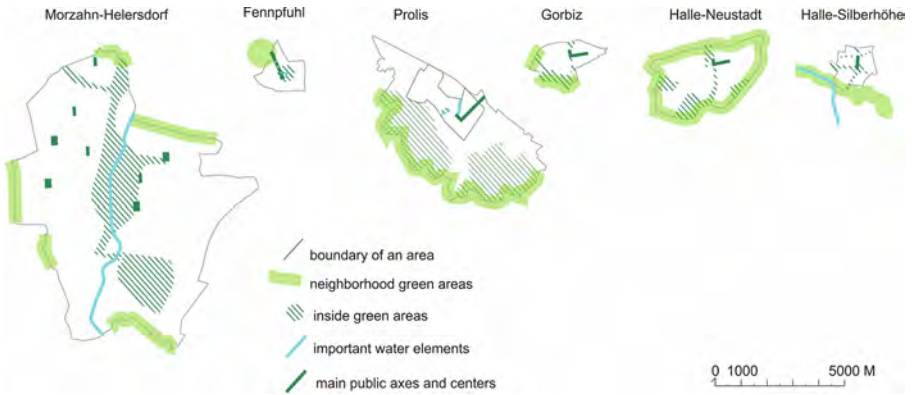 Morzahn-Helersdorf Fennpfuhl Prolis Gorbiz Halle-Neustadt Halle-Silberhöhe
boundary of an area
neighborhood green areas
inside green areas
important water elements
main public axes and centers
0 1000 5000 M